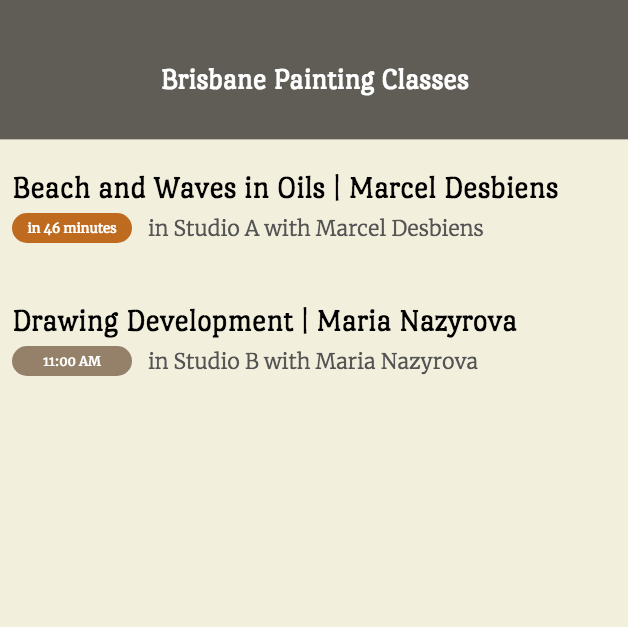 Brisbane Painting Classes
Beach and Waves in Oils | Marcel Desbiens
in 46 minutes in Studio A with Marcel Desbiens
Drawing Development | Maria Nazyrova
11:00 AM in Studio B with Maria Nazyrova